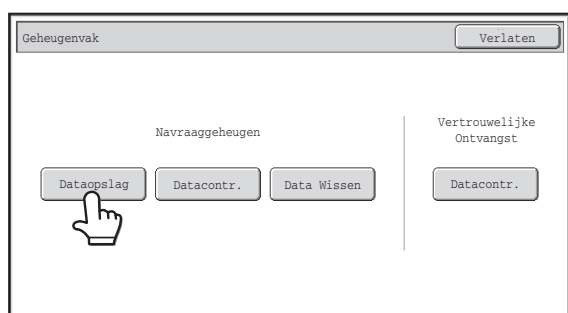 Geheugenvak
Verlaten
Navraaggeheugen
Dataopslag
Datacontr.
Data Wissen
Vertrouwelijke
Ontvangst
Datacontr.